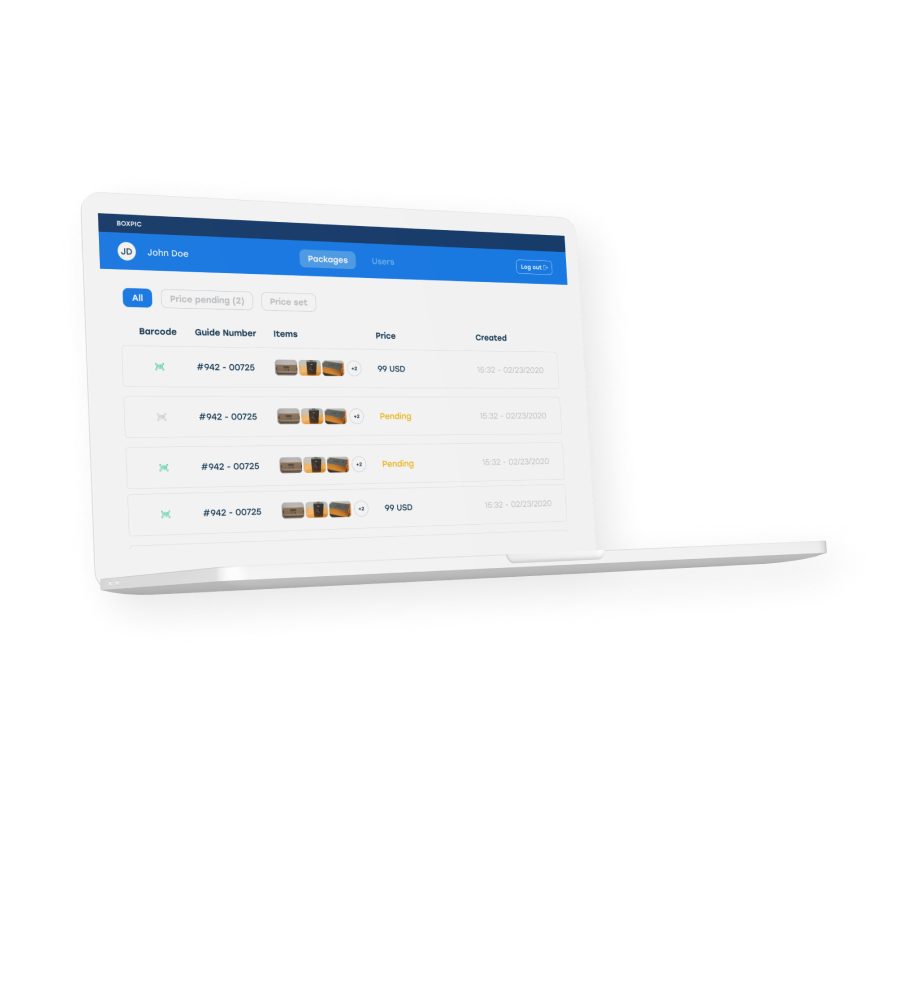 BOXPIC
JD John Doe Packages Users Log out
All Price pending (2) Price set
Barcode Guide Number Items Price Created
#942 - 00725 +2 99 USD 15:32 - 02/23/2020
#942 - 00725 +2 Pending 15:32 - 02/23/2020
#942 - 00725 +2 Pending 15:32 - 02/23/2020
#942 - 00725 +2 99 USD 15:32 - 02/23/2020